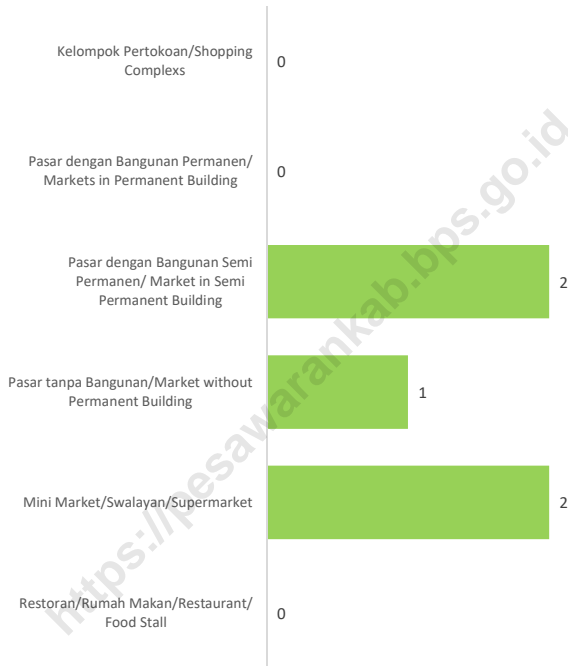 Kelompok Pertokoan/Shopping
Complexs
0
Pasar dengan Bangunan Permanen/
Markets in Permanent Building
0
Pasar dengan Bangunan Semi
Permanen/ Market in Semi
Permanent Building
2
Pasar tanpa Bangunan/Market without
Permanent Building
1
Mini Market/Swalayan/Supermarket
2
Restoran/Rumah Makan/Restaurant/
Food Stall
0
https://pesawarankab.bps.go.id